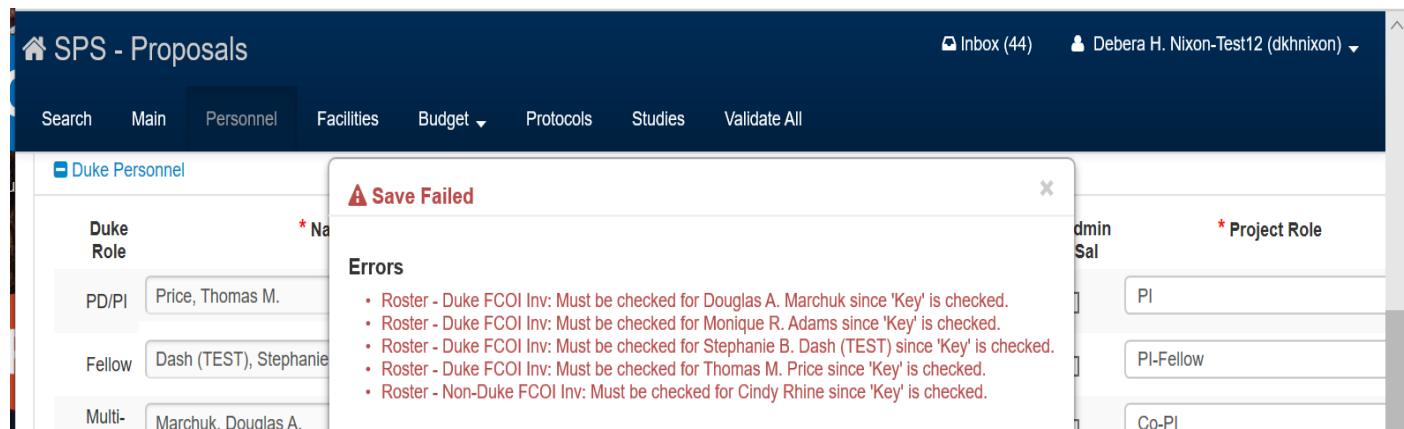 SPS - Proposals
Inbox (44)
Debera H. Nixon-Test12 (dkhnixon)
Search Main Personnel Facilities Budget Protocols Studies Validate All
Duke Personnel
Save Failed
×
Duke Role
* Na
dmin Sal
* Project Role
Errors
• Roster - Duke FCOI Inv: Must be checked for Douglas A. Marchuk since 'Key' is checked.
• Roster - Duke FCOI Inv: Must be checked for Monique R. Adams since 'Key' is checked.
• Roster - Duke FCOI Inv: Must be checked for Stephanie B. Dash (TEST) since 'Key' is checked.
• Roster - Duke FCOI Inv: Must be checked for Thomas M. Price since 'Key' is checked.
• Roster - Non-Duke FCOI Inv: Must be checked for Cindy Rhine since 'Key' is checked.
PD/PI Price, Thomas M. PI
Fellow Dash (TEST), Stephanie PI-Fellow
Multi- Marchuk, Douglas A. Co-PI